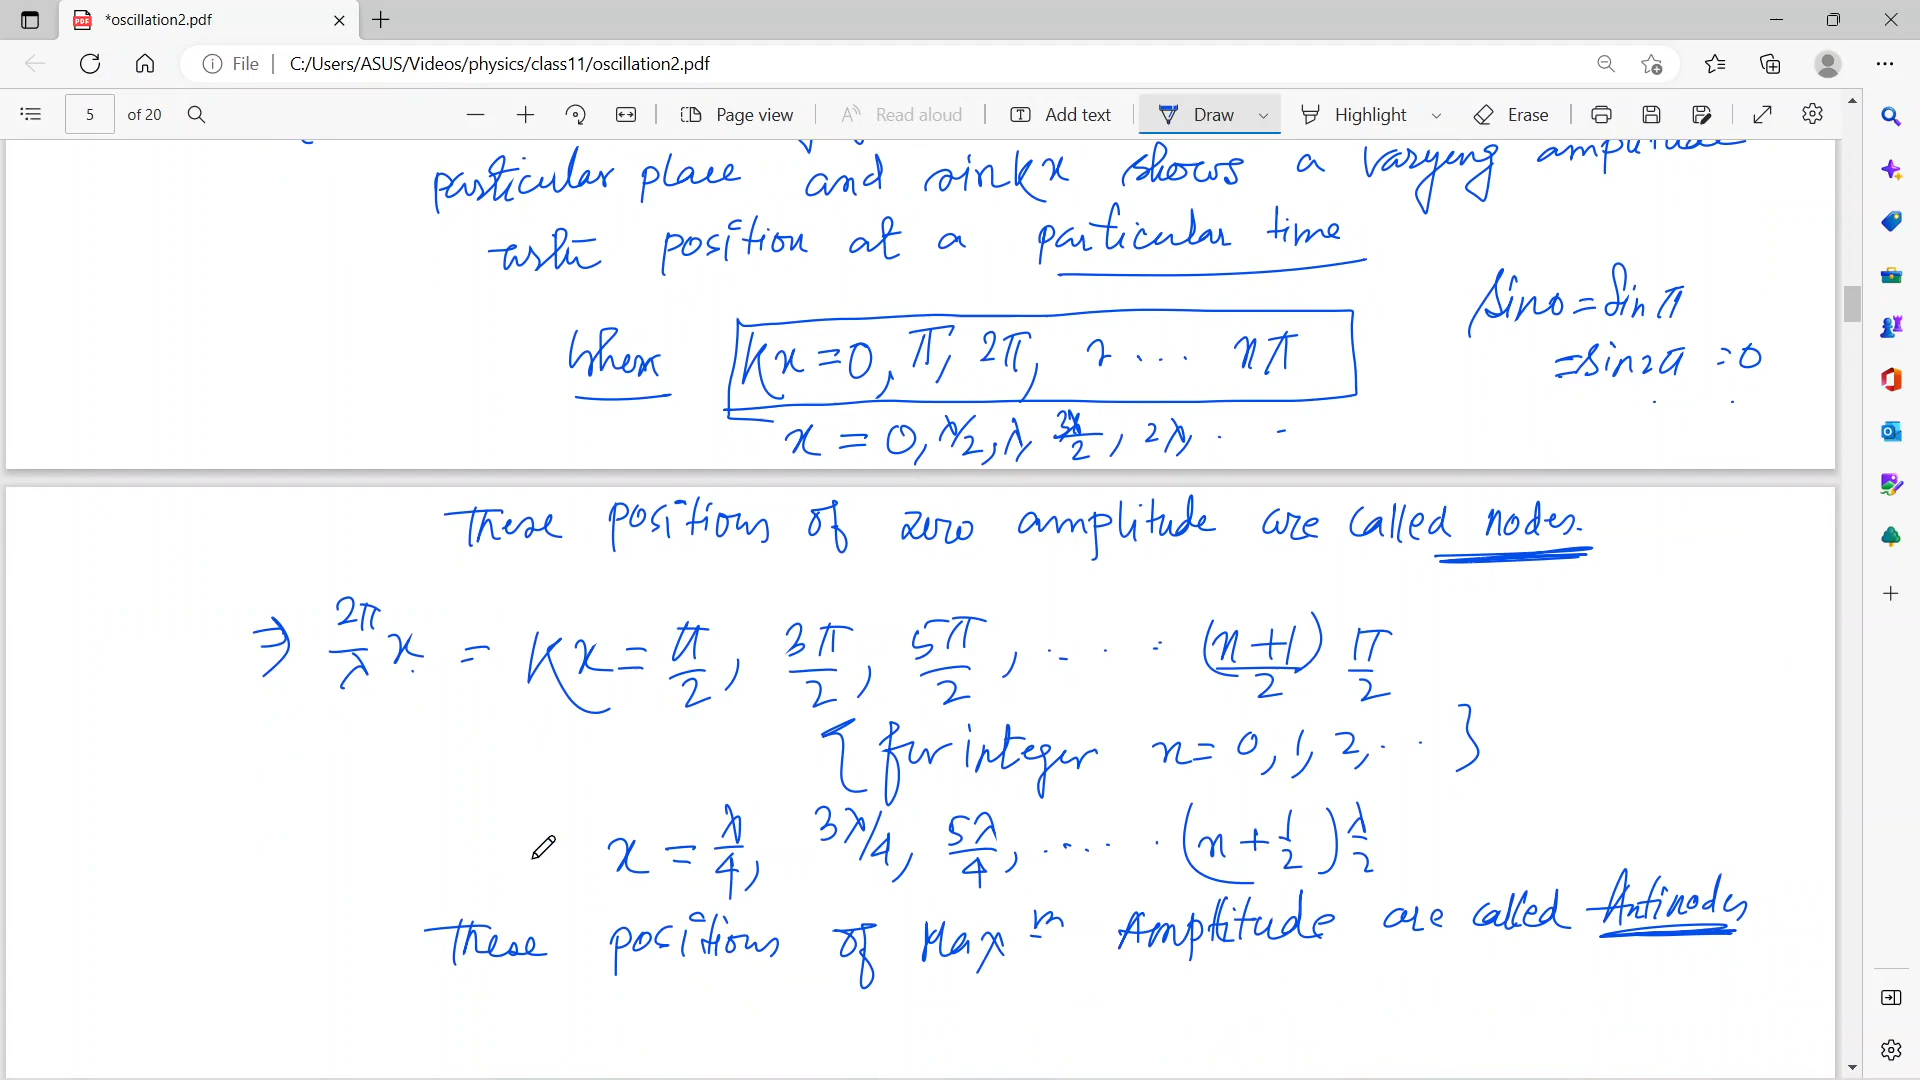 *oscillation2.pdf
File | C:/Users/ASUS/Videos/physics/class11/oscillation2.pdf
5 of 20 Page view Read aloud Add text Draw Highlight Erase
particular place and sinkx shows a varying amplitude
with position at a particular time
sin0 = sin π
= sin2π = 0
when Kx = 0, π, 2π, ... nπ
x = 0, λ/2, λ, 3λ/2, 2λ, . -
These positions of zero amplitude are called nodes.
⇒ 2π/λ x = Kx = π/2, 3π/2, 5π/2, ..... (n+1)/2 π/2
{for integer n = 0, 1, 2, .. }
x = λ/4, 3λ/4, 5λ/4, ..... (n + 1/2) λ/2
These positions of Max m Amplitude are called Antinodes